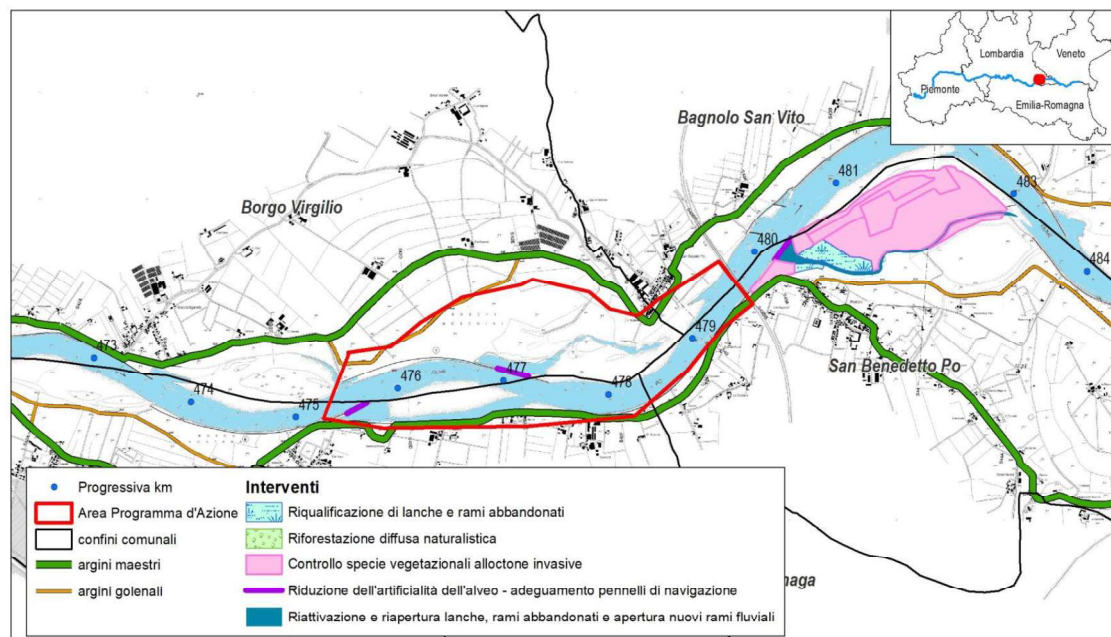 Lombardia
Veneto
Piemonte
Emilia-Romagna
Bagnolo San Vito
Borgo Virgilio
San Benedetto Po
473
474
475
476
477
478
479
480
481
483
484
Progressiva km
Area Programma d'Azione
confini comunali
argini maestri
argini golenali
Interventi
Riqualificazione di lanche e rami abbandonati
Riforestazione diffusa naturalistica
Controllo specie vegetazionali alloctone invasive
Riduzione dell'artificialità dell'alveo - adeguamento pennelli di navigazione
Riattivazione e riapertura lanche, rami abbandonati e apertura nuovi rami fluviali